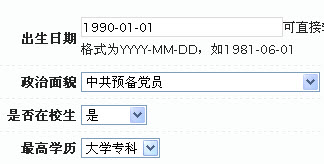 出生日期 1990-01-01 可直接
格式为YYYY-MM-DD，如1981-06-01
政治面貌 中共预备党员
是否在校生 是
最高学历 大学专科